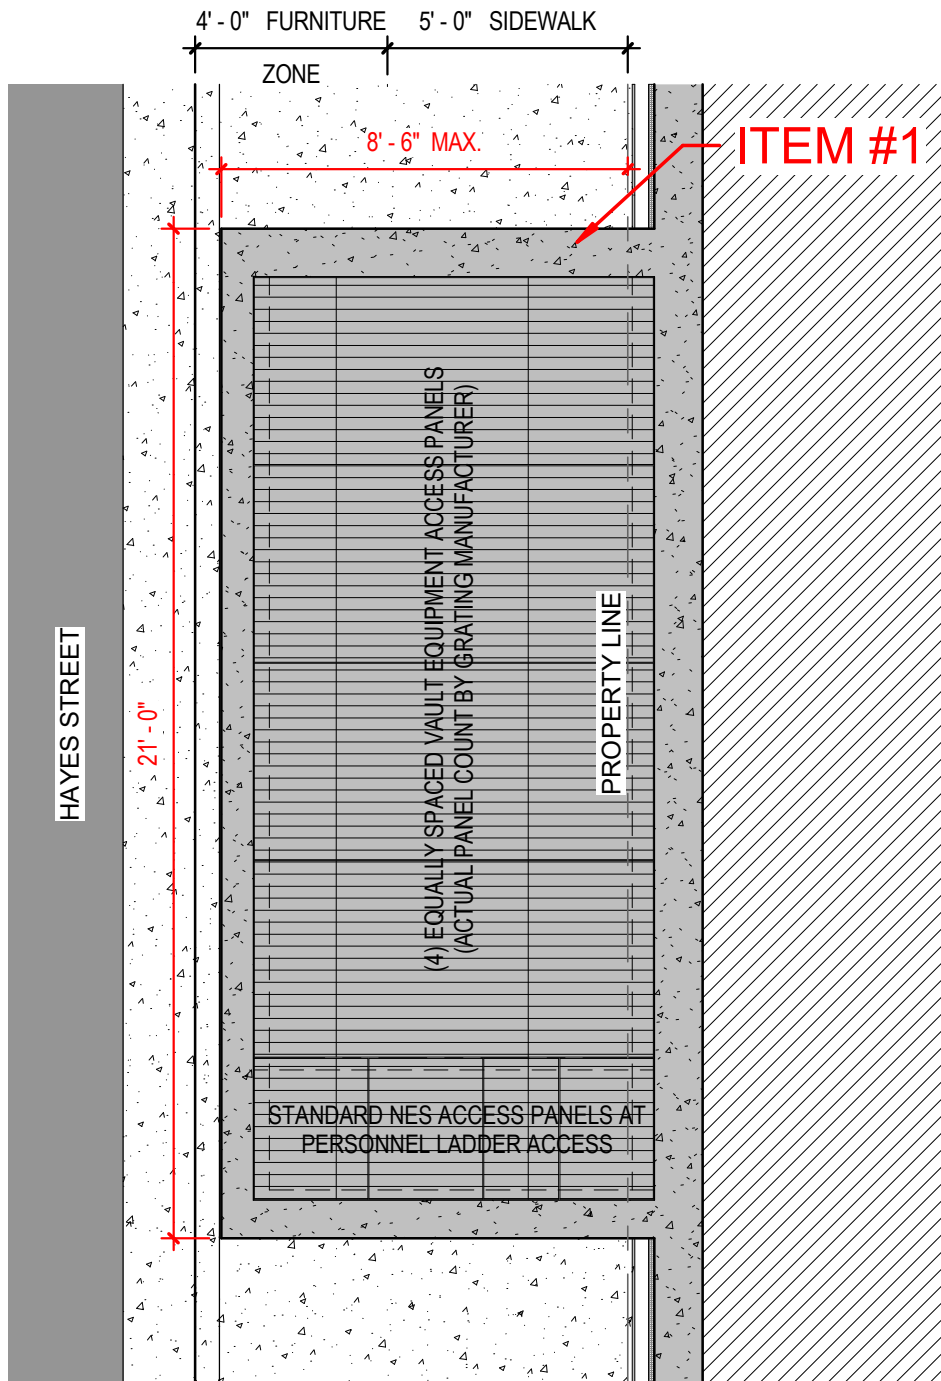 4' - 0" FURNITURE
ZONE
5' - 0" SIDEWALK
8' - 6" MAX.
ITEM #1
HAYES STREET
21' - 0"
(4) EQUALLY SPACED VAULT EQUIPMENT ACCESS PANELS
(ACTUAL PANEL COUNT BY GRATING MANUFACTURER)
PROPERTY LINE
STANDARD NES ACCESS PANELS AT
PERSONNEL LADDER ACCESS